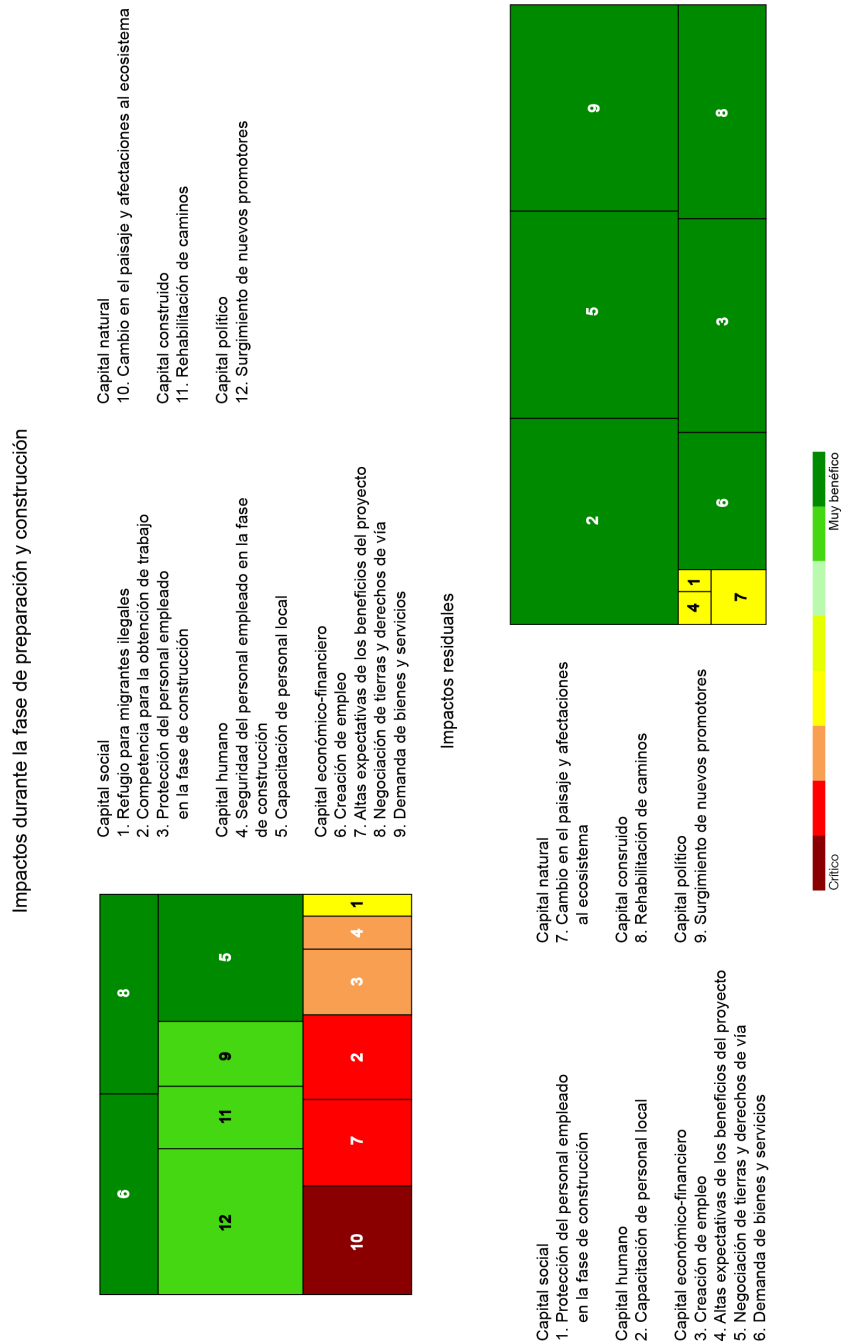 Impactos durante la fase de preparación y construcción
6
8
12
11
9
5
10
7
2
3
4
1
Capital social
1. Refugio para migrantes ilegales
2. Competencia para la obtención de trabajo
3. Protección del personal empleado
en la fase de construcción
Capital humano
4. Seguridad del personal empleado en la fase
de construcción
5. Capacitación de personal local
Capital económico-financiero
6. Creación de empleo
7. Altas expectativas de los beneficios del proyecto
8. Negociación de tierras y derechos de vía
9. Demanda de bienes y servicios
Capital natural
10. Cambio en el paisaje y afectaciones al ecosistema
Capital construido
11. Rehabilitación de caminos
Capital político
12. Surgimiento de nuevos promotores
Impactos residuales
Capital social
1. Protección del personal empleado
en la fase de construcción
Capital humano
2. Capacitación de personal local
Capital económico-financiero
3. Creación de empleo
4. Altas expectativas de los beneficios del proyecto
5. Negociación de tierras y derechos de vía
6. Demanda de bienes y servicios
Capital natural
7. Cambio en el paisaje y afectaciones
al ecosistema
Capital consruido
8. Rehabilitación de caminos
Capital político
9. Surgimiento de nuevos promotores
2
5
9
4
1
7
6
3
8
Crítico
Muy benéfico